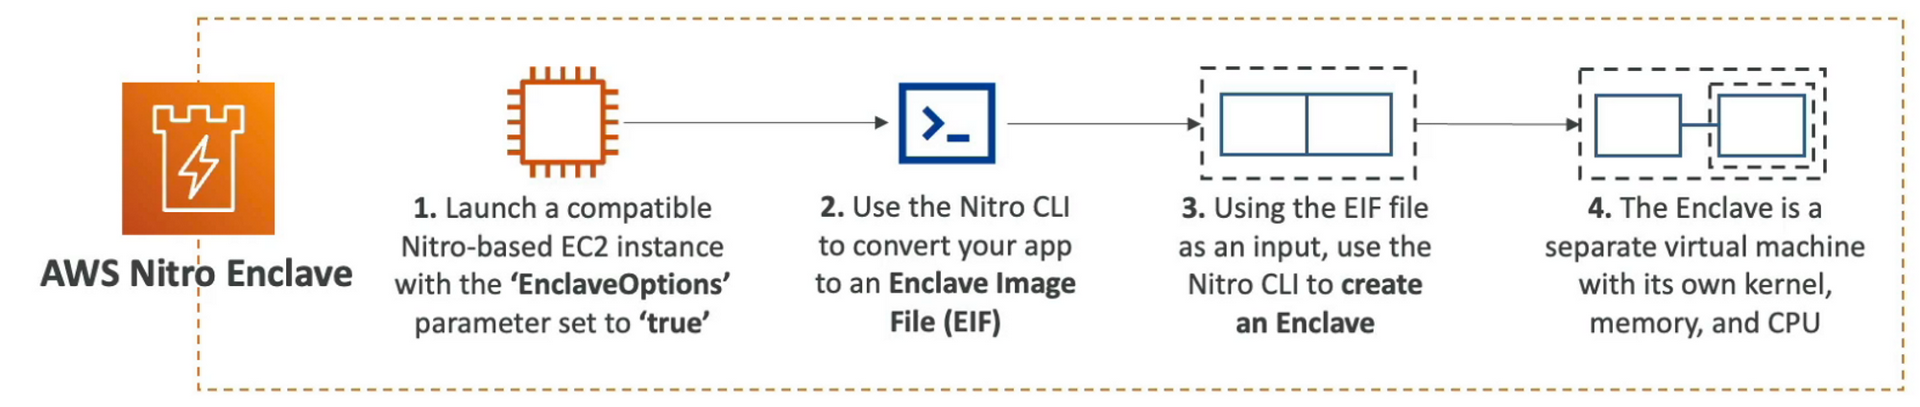 AWS Nitro Enclave
>_
1. Launch a compatible
Nitro-based EC2 instance
with the ‘EnclaveOptions’
parameter set to ‘true’
2. Use the Nitro CLI
to convert your app
to an Enclave Image
File (EIF)
3. Using the EIF file
as an input, use the
Nitro CLI to create
an Enclave
4. The Enclave is a
separate virtual machine
with its own kernel,
memory, and CPU